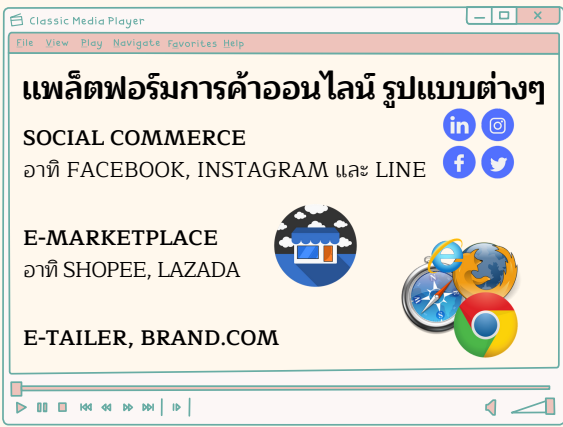 Classic Media Player
File View Play Navigate Favorites Help
แพล็ตฟอร์มการค้าออนไลน์ รูปแบบต่างๆ
SOCIAL COMMERCE
อาทิ FACEBOOK, INSTAGRAM และ LINE
E-MARKETPLACE
อาทิ SHOPEE, LAZADA
E-TAILER, BRAND.COM